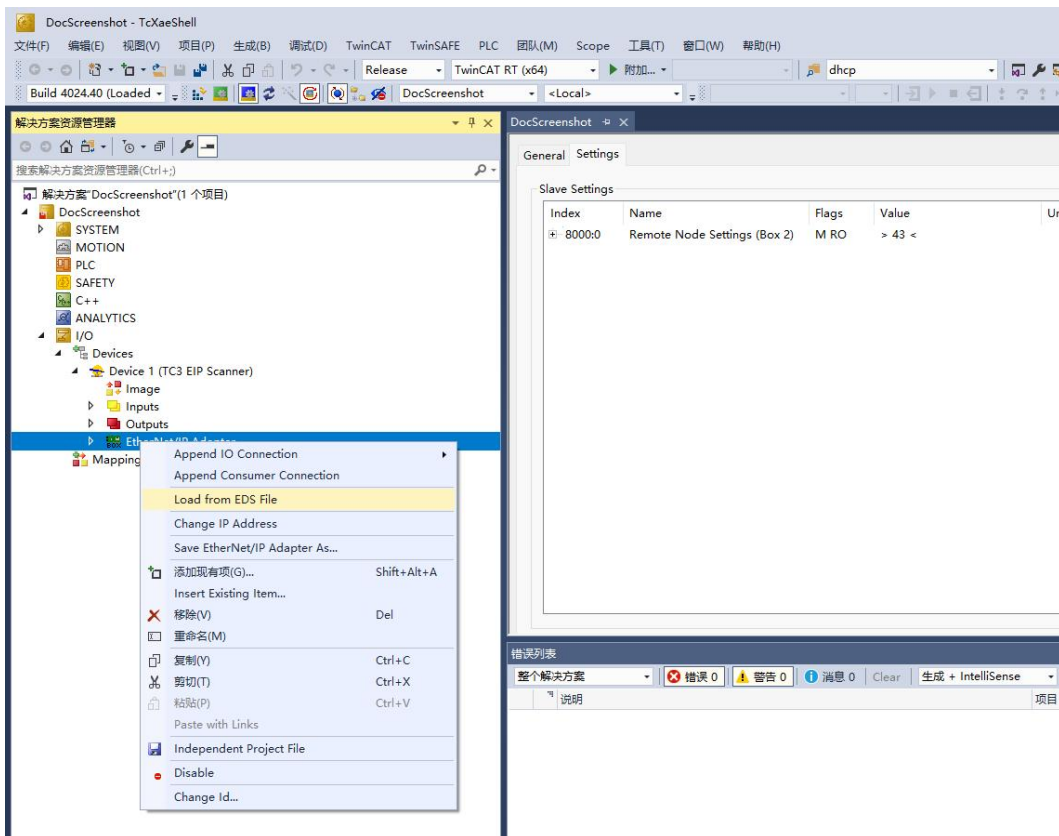 DocScreenshot - TcXaeShell
文件(F) 编辑(E) 视图(V) 项目(P) 生成(B) 调试(D) TwinCAT TwinSAFE PLC 团队(M) Scope 工具(T) 窗口(W) 帮助(H)
Release TwinCAT RT (x64) 附加... dhcp
Build 4024.40 (Loaded DocScreenshot <Local>
解决方案资源管理器
搜索解决方案资源管理器(Ctrl+;)
解决方案"DocScreenshot"(1 个项目)
DocScreenshot
SYSTEM
MOTION
PLC
SAFETY
C++
ANALYTICS
I/O
Devices
Device 1 (TC3 EIP Scanner)
Image
Inputs
Outputs
Mapping
Append IO Connection
Append Consumer Connection
Load from EDS File
Change IP Address
Save EtherNet/IP Adapter As...
添加现有项(G)... Shift+Alt+A
Insert Existing Item...
移除(V) Del
重命名(M)
复制(Y) Ctrl+C
剪切(T) Ctrl+X
粘贴(P) Ctrl+V
Paste with Links
Independent Project File
Disable
Change Id...
DocScreenshot
General Settings
Slave Settings
Index Name Flags Value
8000:0 Remote Node Settings (Box 2) M RO > 43 <
错误列表
整个解决方案 错误 0 警告 0 消息 0 Clear 生成 + IntelliSense
说明 项目